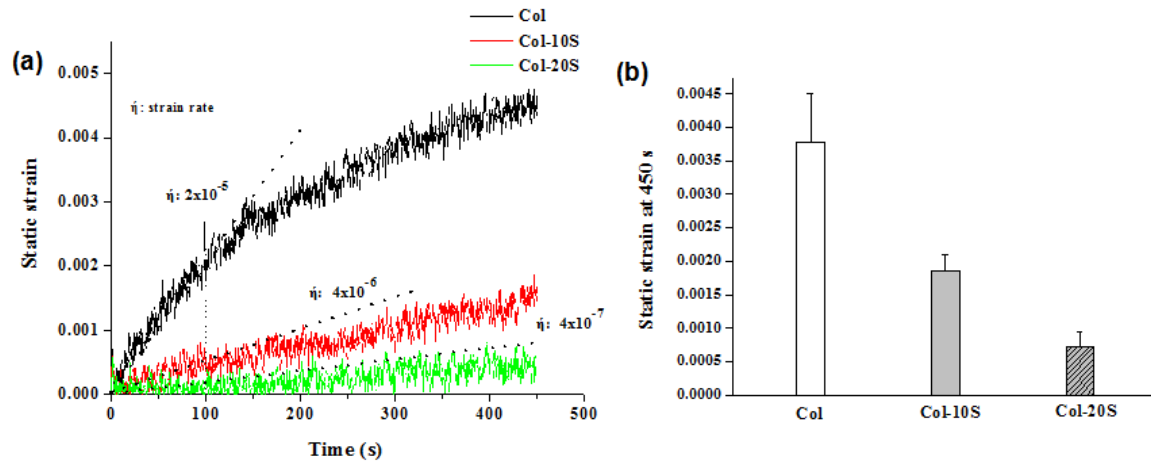 (a)
Col
Col-10S
Col-20S
ή: strain rate
ή: 2x10⁻⁵
ή: 4x10⁻⁶
ή: 4x10⁻⁷
Static strain
0.005
0.004
0.003
0.002
0.001
0.000
0 100 200 300 400 500
Time (s)
(b)
Static strain at 450 s
0.0045
0.0040
0.0035
0.0030
0.0025
0.0020
0.0015
0.0010
0.0005
0.0000
Col Col-10S Col-20S